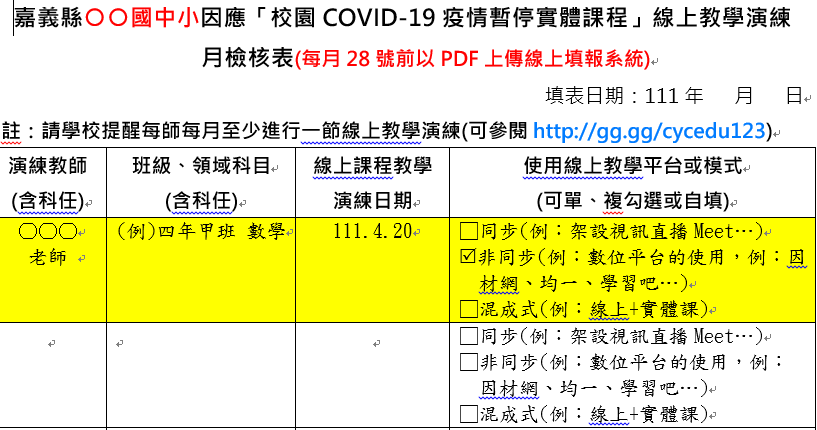 嘉義縣〇〇國中小因應「校園 COVID-19 疫情暫停實體課程」線上教學演練
月檢核表(每月 28 號前以 PDF 上傳線上填報系統)
填表日期：111 年 月 日
註：請學校提醒每師每月至少進行一節線上教學演練(可參閱 http://gg.gg/cycedu123)
演練教師
(含科任)
班級、領域科目
(含科任)
線上課程教學
演練日期
使用線上教學平台或模式
(可單、複勾選或自填)
〇〇〇
老師
(例)四年甲班 數學
111.4.20
□同步(例：架設視訊直播 Meet…)
☑非同步(例：數位平台的使用，例：因
材網、均一、學習吧…)
□混成式(例：線上+實體課)
□同步(例：架設視訊直播 Meet…)
□非同步(例：數位平台的使用，例：
因材網、均一、學習吧…)
□混成式(例：線上+實體課)